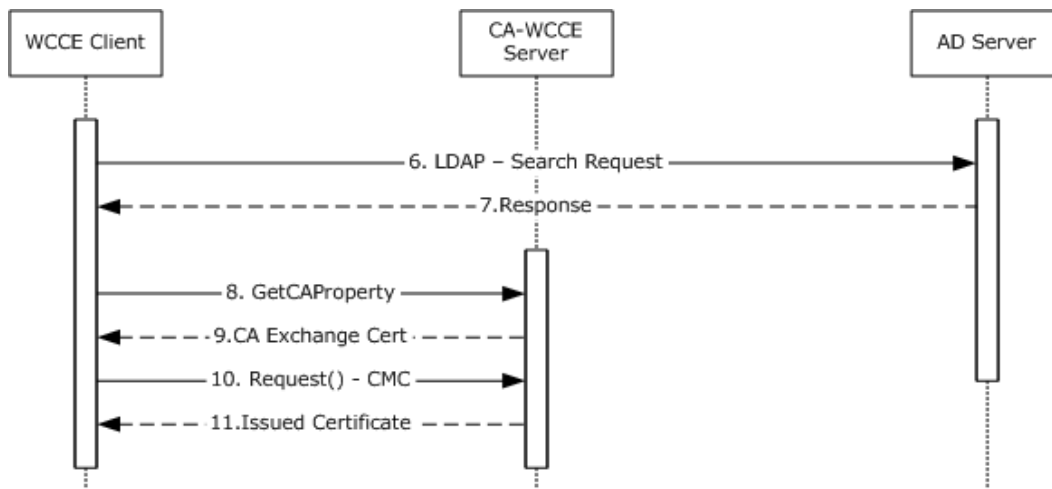 WCCE Client
CA-WCCE
Server
AD Server
6. LDAP – Search Request
7.Response
8. GetCAProperty
9.CA Exchange Cert
10. Request() - CMC
11.Issued Certificate